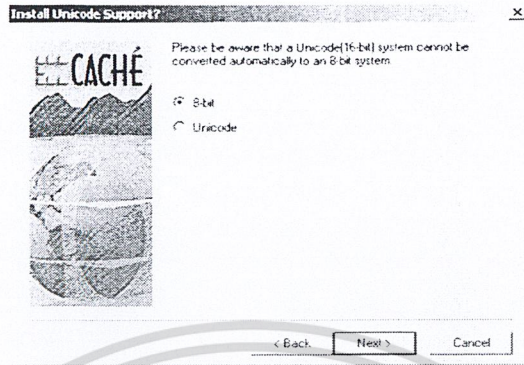 Install Unicode Support?
Please be aware that a Unicode(16-bit) system cannot be
converted automatically to an 8-bit system
CACHÉ
8-bit
Unicode
< Back
Next >
Cancel